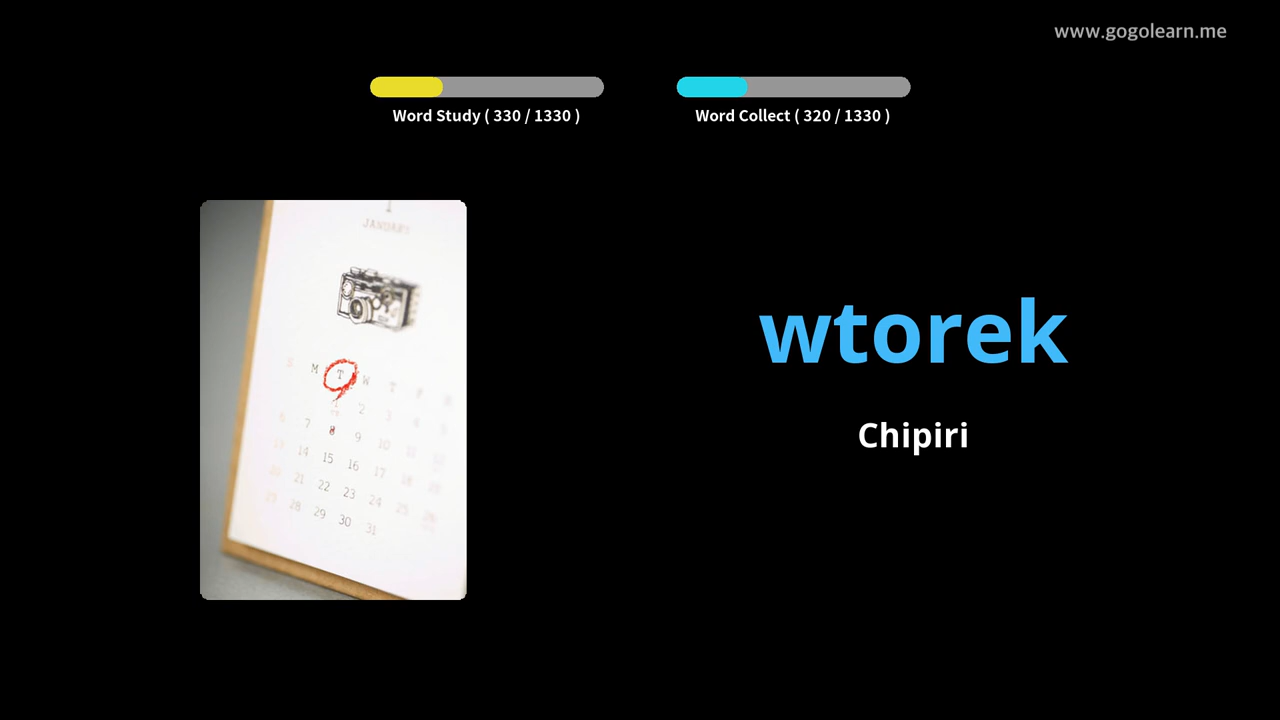 www.gogolearn.me
Word Study ( 330 / 1330 )
Word Collect ( 320 / 1330 )
JANUARY
wtorek
Chipiri
S M T W T F S
1 2 3 4 5
6 7 8 9 10 11 12
13 14 15 16 17 18 19
20 21 22 23 24 25 26
27 28 29 30 31